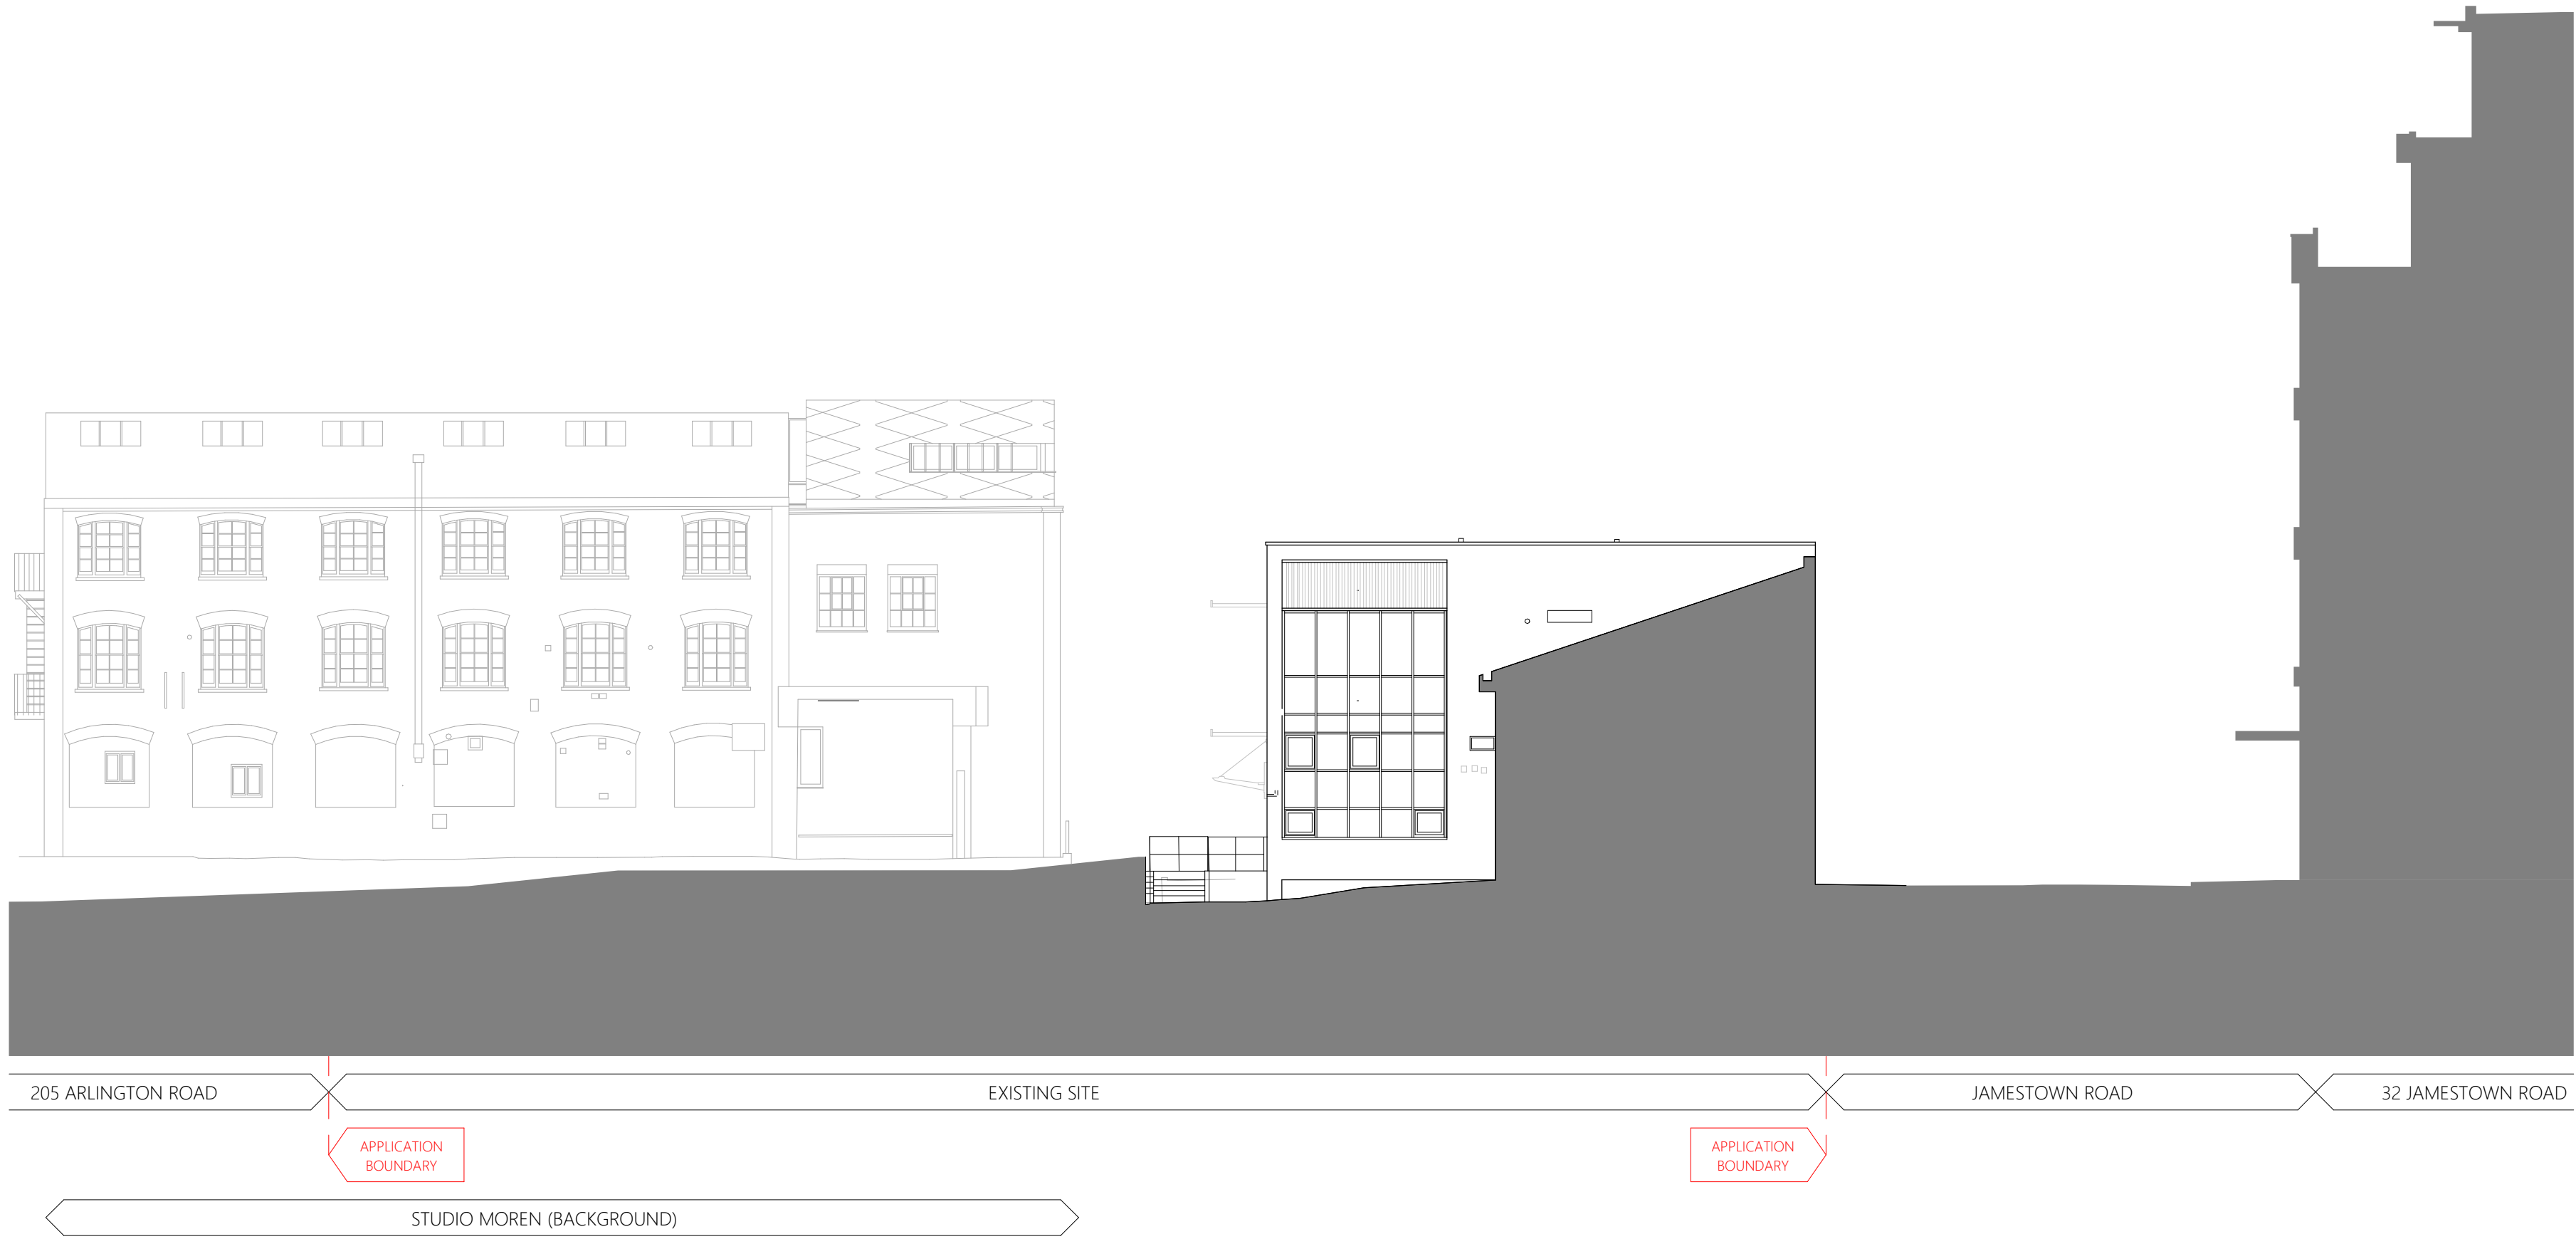 205 ARLINGTON ROAD
EXISTING SITE
JAMESTOWN ROAD
32 JAMESTOWN ROAD
APPLICATION
BOUNDARY
APPLICATION
BOUNDARY
STUDIO MOREN (BACKGROUND)